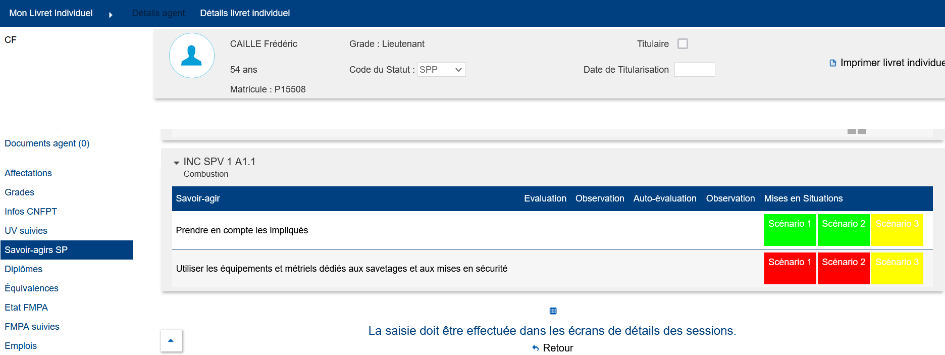 Mon Livret Individuel Détails agent Détails livret individuel
CF
CAILLE Frédéric Grade : Lieutenant Titulaire
54 ans Code du Statut : SPP Date de Titularisation
Imprimer livret individue
Matricule : P15508
Documents agent (0)
Affectations
Grades
Infos CNFPT
UV suivies
Savoir-agirs SP
Diplômes
Équivalences
Etat FMPA
FMPA suivies
Emplois
INC SPV 1 A1.1
Combustion
Savoir-agir Evaluation Observation Auto-évaluation Observation Mises en Situations
Prendre en compte les impliqués Scénario 1 Scénario 2 Scénario 3
Utiliser les équipements et métriels dédiés aux savetages et aux mises en sécurité Scénario 1 Scénario 2 Scénario 3
La saisie doit être effectuée dans les écrans de détails des sessions.
Retour